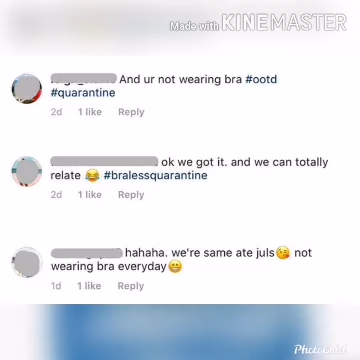 Made with KINEMASTER
And ur not wearing bra #ootd
#quarantine
2d 1 like Reply
ok we got it. and we can totally
relate 😂 #bralessquarantine
2d 1 like Reply
hahaha. we're same ate juls😘 not
wearing bra everyday😁
1d 1 like Reply
PhotoGrid